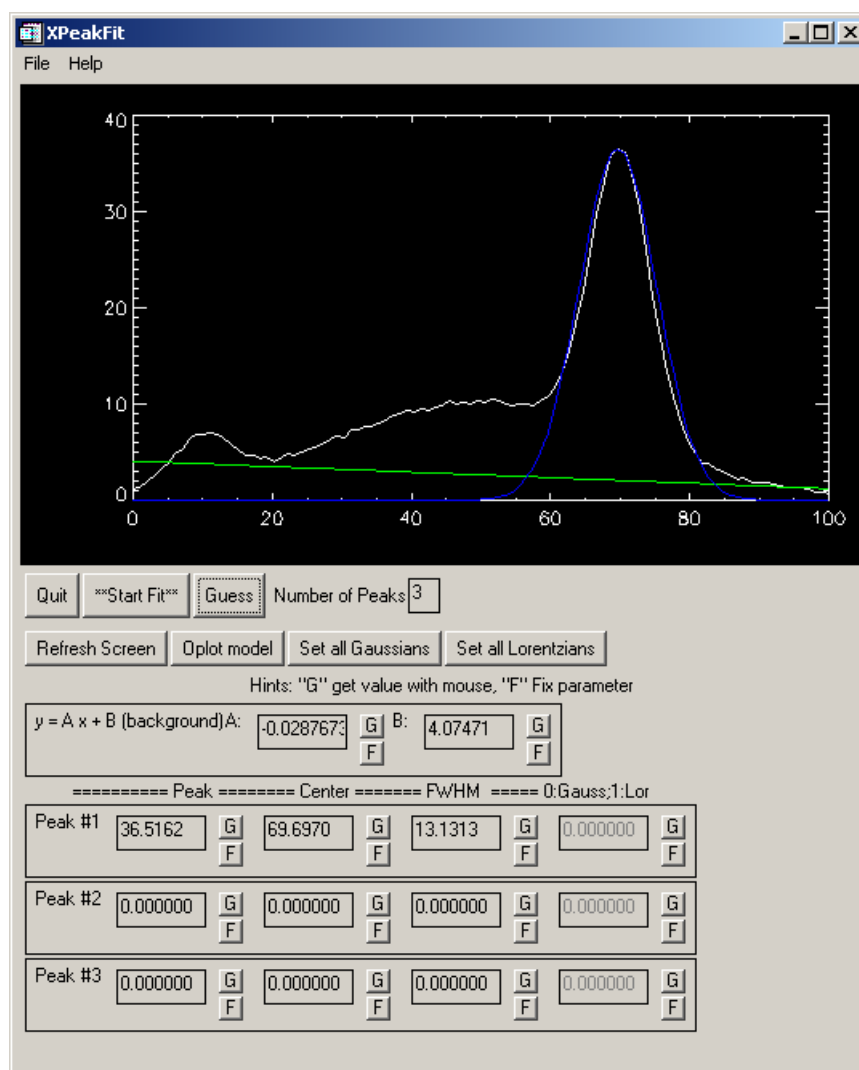 XPeakFit
File Help
40
30
20
10
0
0 20 40 60 80 100
Quit **Start Fit** Guess Number of Peaks 3
Refresh Screen Oplot model Set all Gaussians Set all Lorentzians
Hints: "G" get value with mouse, "F" Fix parameter
y = A x + B (background)A: -0.0287673 G B: 4.07471 G
F F
========== Peak ======== Center ======= FWHM ===== 0:Gauss;1:Lor
Peak #1 36.5162 G 69.6970 G 13.1313 G 0.000000 G
F F F F
Peak #2 0.000000 G 0.000000 G 0.000000 G 0.000000 G
F F F F
Peak #3 0.000000 G 0.000000 G 0.000000 G 0.000000 G
F F F F